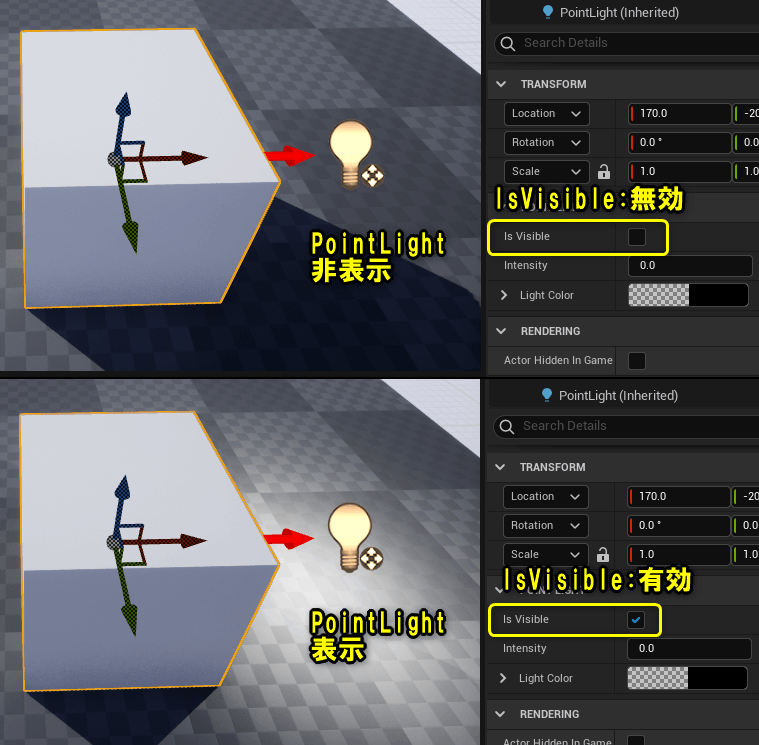 PointLight (Inherited)
Search Details
TRANSFORM
Location 170.0 -20
Rotation 0.0 ° 0.0
Scale 1.0 1.0
IsVisible:無効
Is Visible
PointLight
非表示
Intensity 0.0
Light Color
RENDERING
Actor Hidden In Game
PointLight (Inherited)
Search Details
TRANSFORM
Location 170.0 -20
Rotation 0.0 ° 0.0
Scale 1.0 1.0
IsVisible:有効
Is Visible
PointLight
表示
Intensity 0.0
Light Color
RENDERING
Actor Hidden In Game